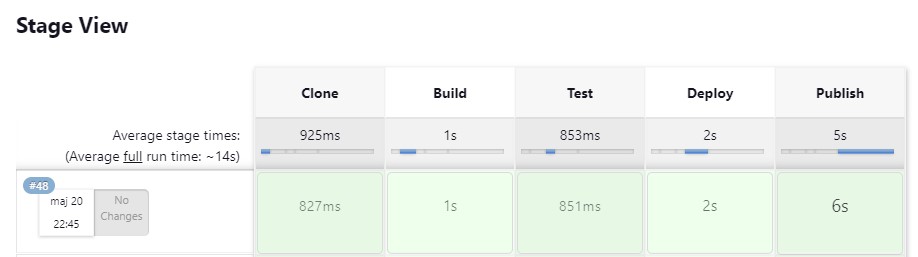 Stage View
Clone Build Test Deploy Publish
Average stage times: 925ms 1s 853ms 2s 5s
(Average full run time: ~14s)
#48
maj 20 No
Changes
22:45
827ms 1s 851ms 2s 6s